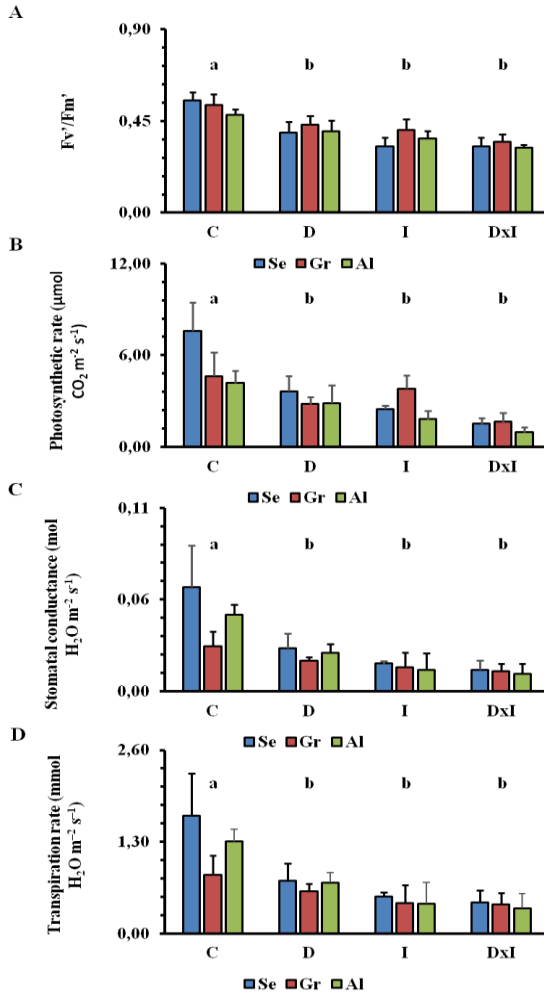 A
0,90
a b b b
0,45
0,00
Fv’/Fm’
C D I DxI
B
Se Gr Al
12,00
a b b b
6,00
0,00
Photosynthetic rate (µmol
CO₂ m⁻² s⁻¹)
C D I DxI
C
Se Gr Al
0,11
a b b b
0,06
0,00
Stomatal conductance (mol
H₂O m⁻² s⁻¹)
C D I DxI
D
Se Gr Al
2,60
a b b b
1,30
0,00
Transpiration rate (mmol
H₂O m⁻² s⁻¹)
C D I DxI
Se Gr Al